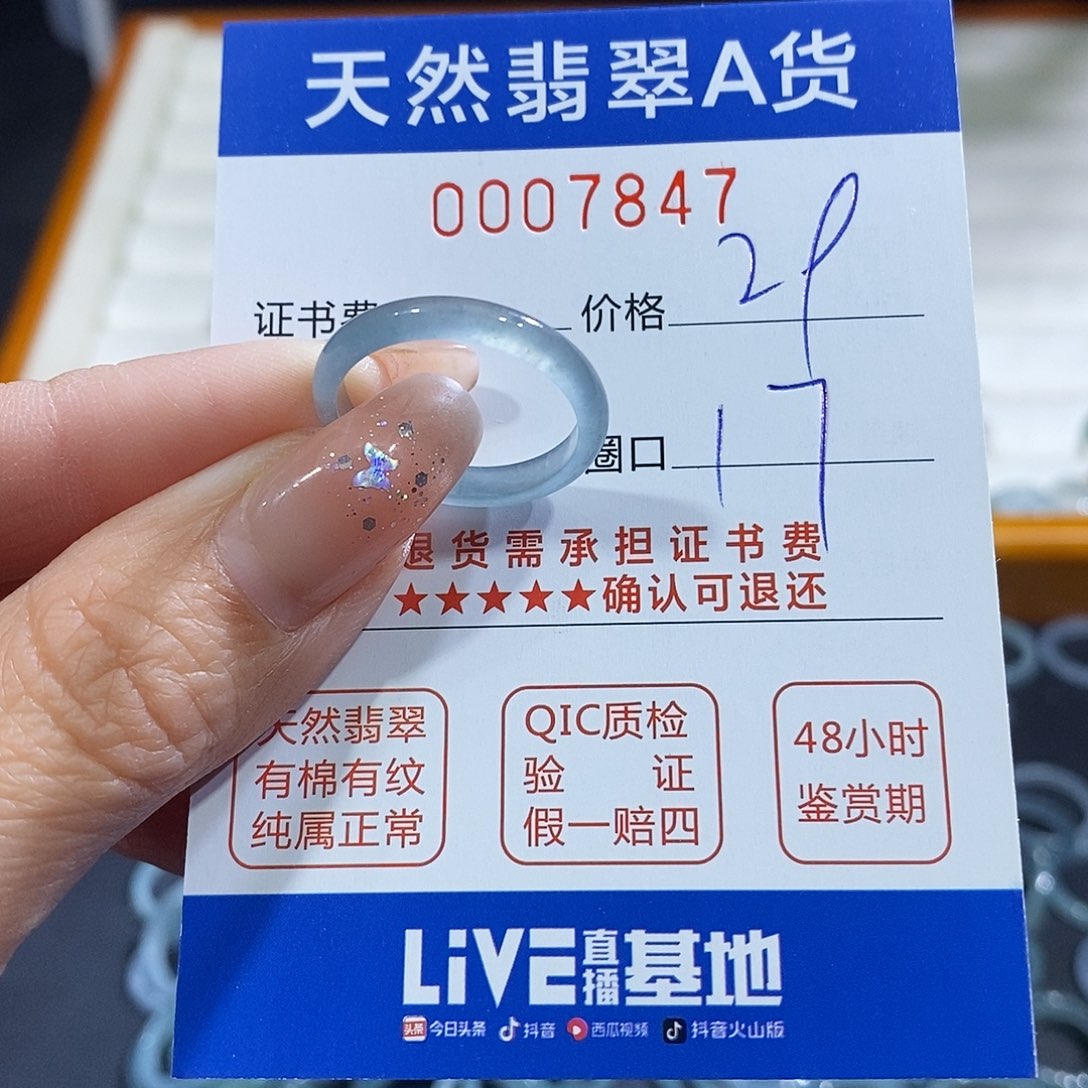 天然翡翠A货
0007847
证书费 价格 29
圈口 17
退货需承担证书费
★★★★★确认可退还
天然翡翠
有棉有纹
纯属正常
QIC质检
验 证
假一赔四
48小时
鉴赏期
LiVE直播基地
头条 今日头条 抖音 西瓜视频 抖音火山版